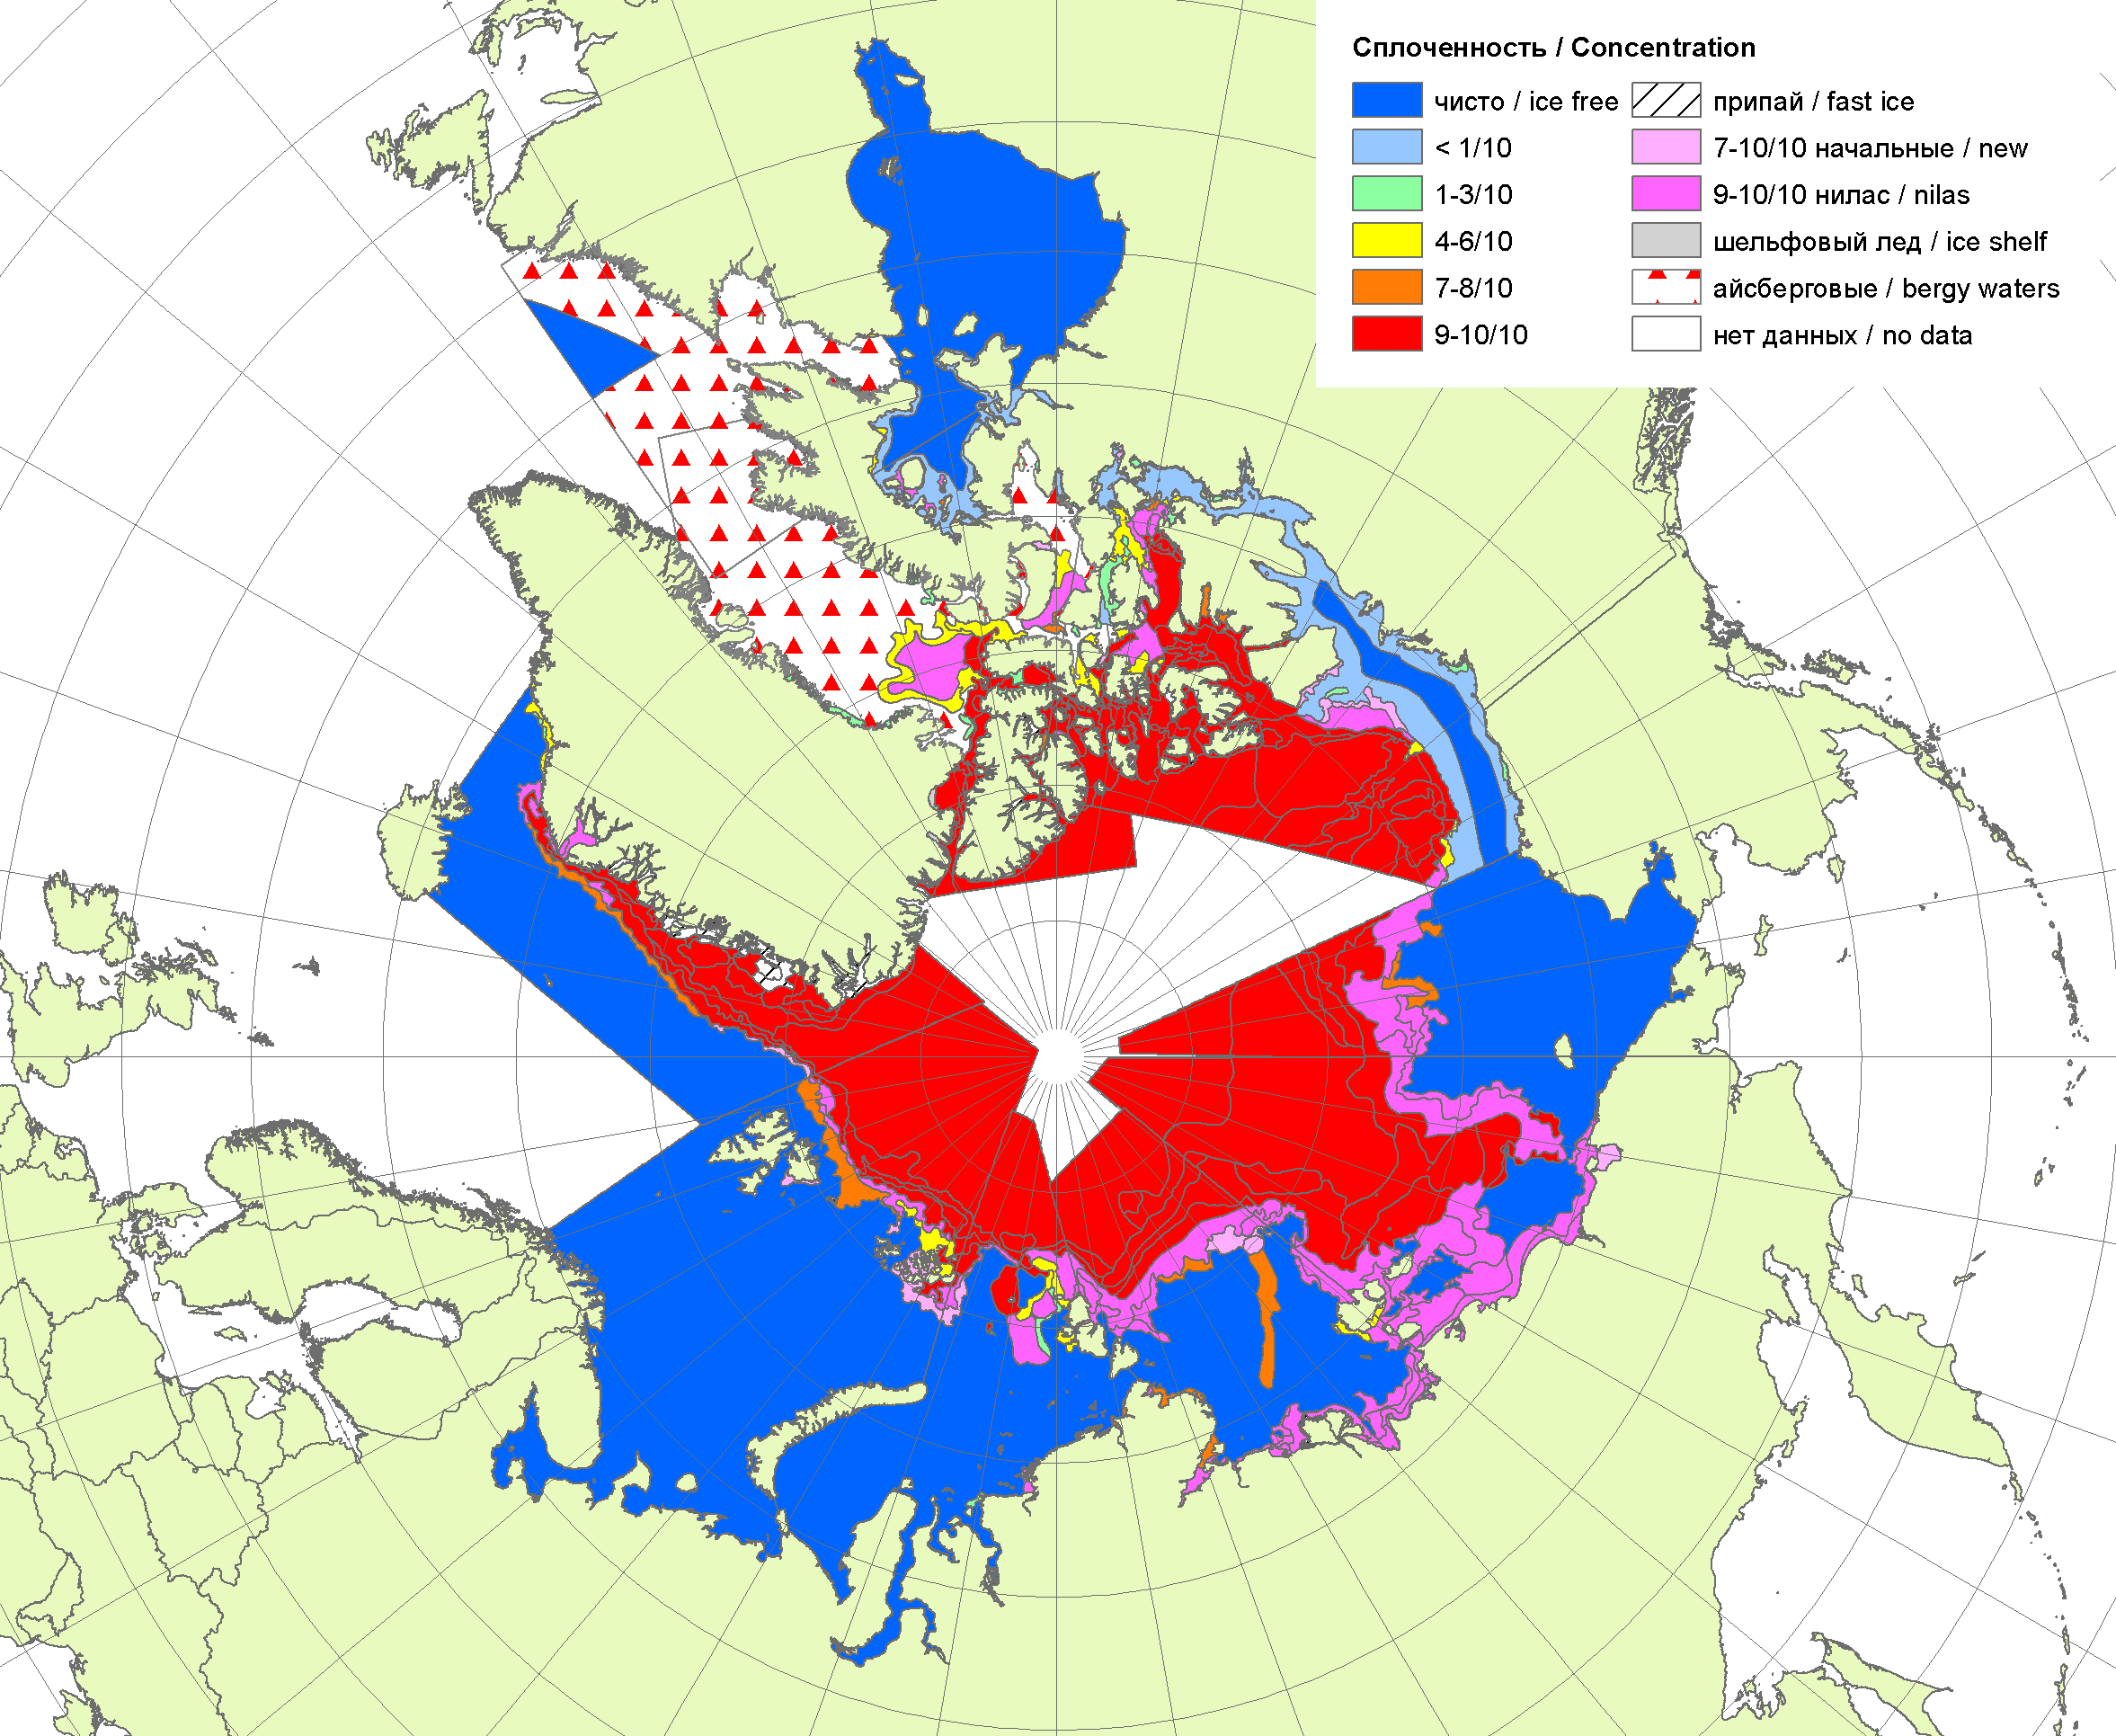 Сплоченность / Concentration
чисто / ice free
< 1/10
1-3/10
4-6/10
7-8/10
9-10/10
припай / fast ice
7-10/10 начальные / new
9-10/10 нилас / nilas
шельфовый лед / ice shelf
айсберговые / bergy waters
нет данных / no data